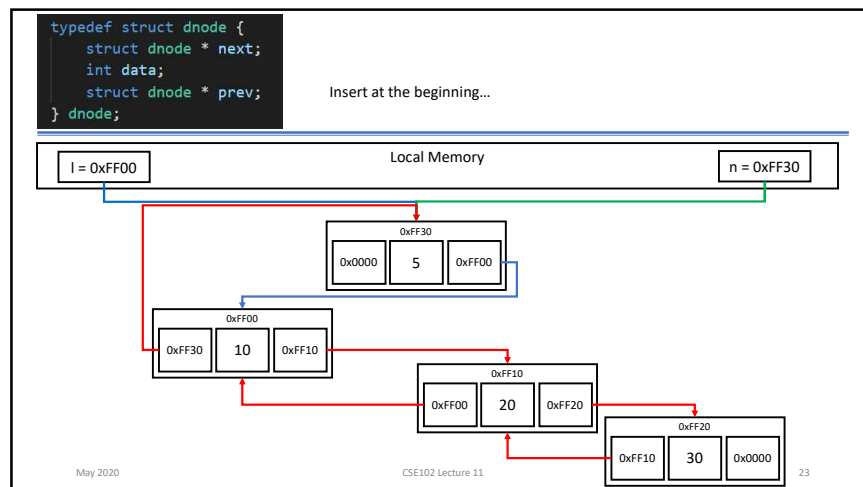 typedef struct dnode {
    struct dnode * next;
    int data;
    struct dnode * prev;
} dnode;
Insert at the beginning...
Local Memory
l = 0xFF00
n = 0xFF30
0xFF30
0x0000 5 0xFF00
0xFF00
0xFF30 10 0xFF10
0xFF10
0xFF00 20 0xFF20
0xFF20
0xFF10 30 0x0000
May 2020 CSE102 Lecture 11 23